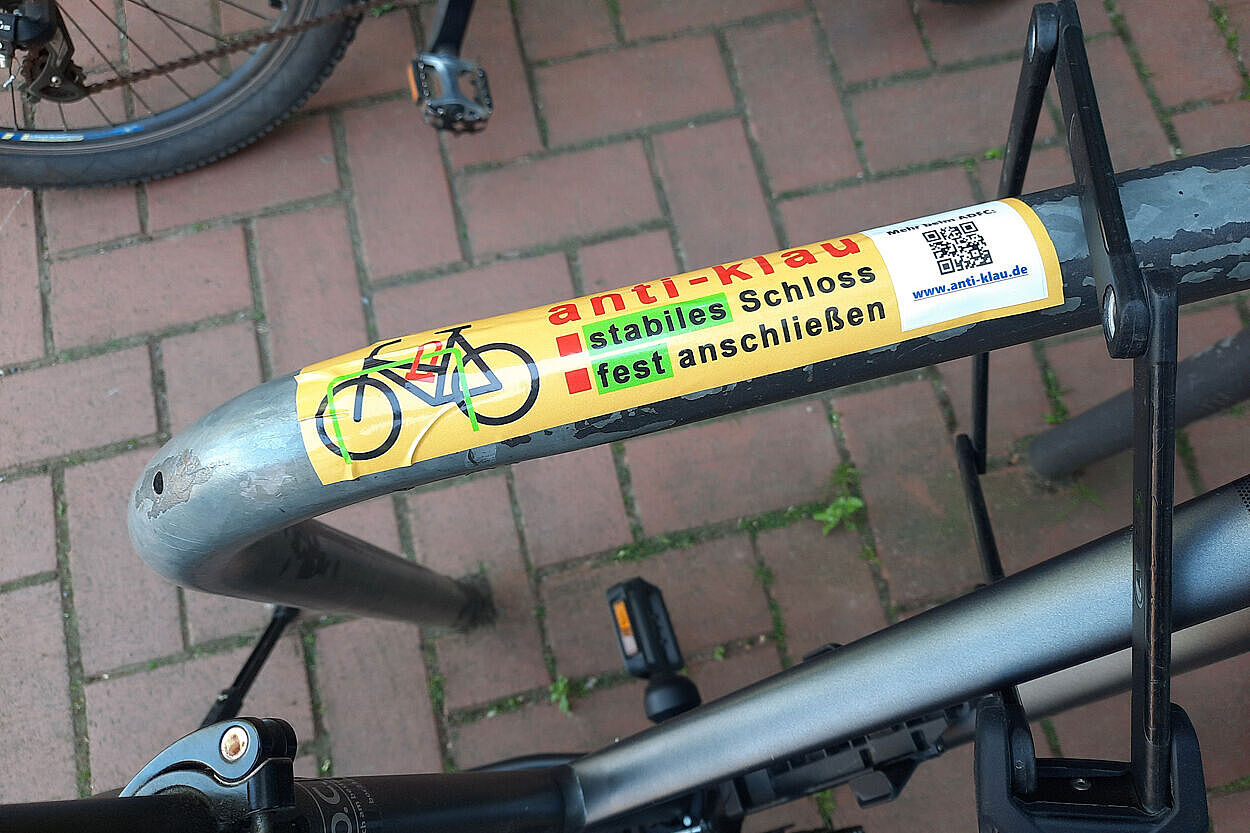 anti-klau
stabiles Schloss
fest anschließen
Mehr beim ADFC:
www.anti-klau.de